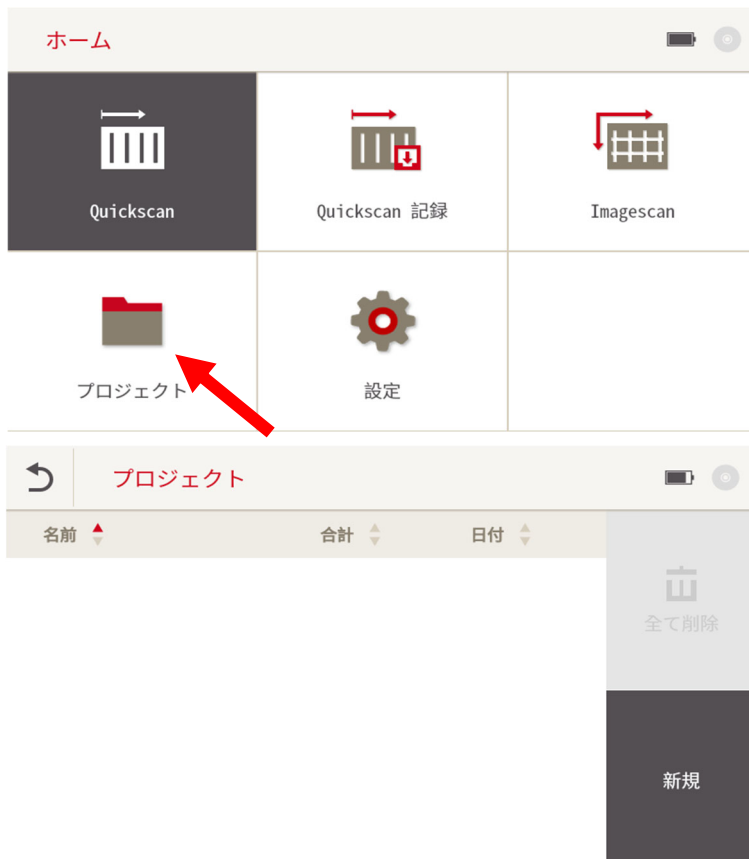 ホーム
Quickscan
Quickscan 記録
Imagescan
プロジェクト
設定
プロジェクト
名前
合計
日付
全て削除
新規